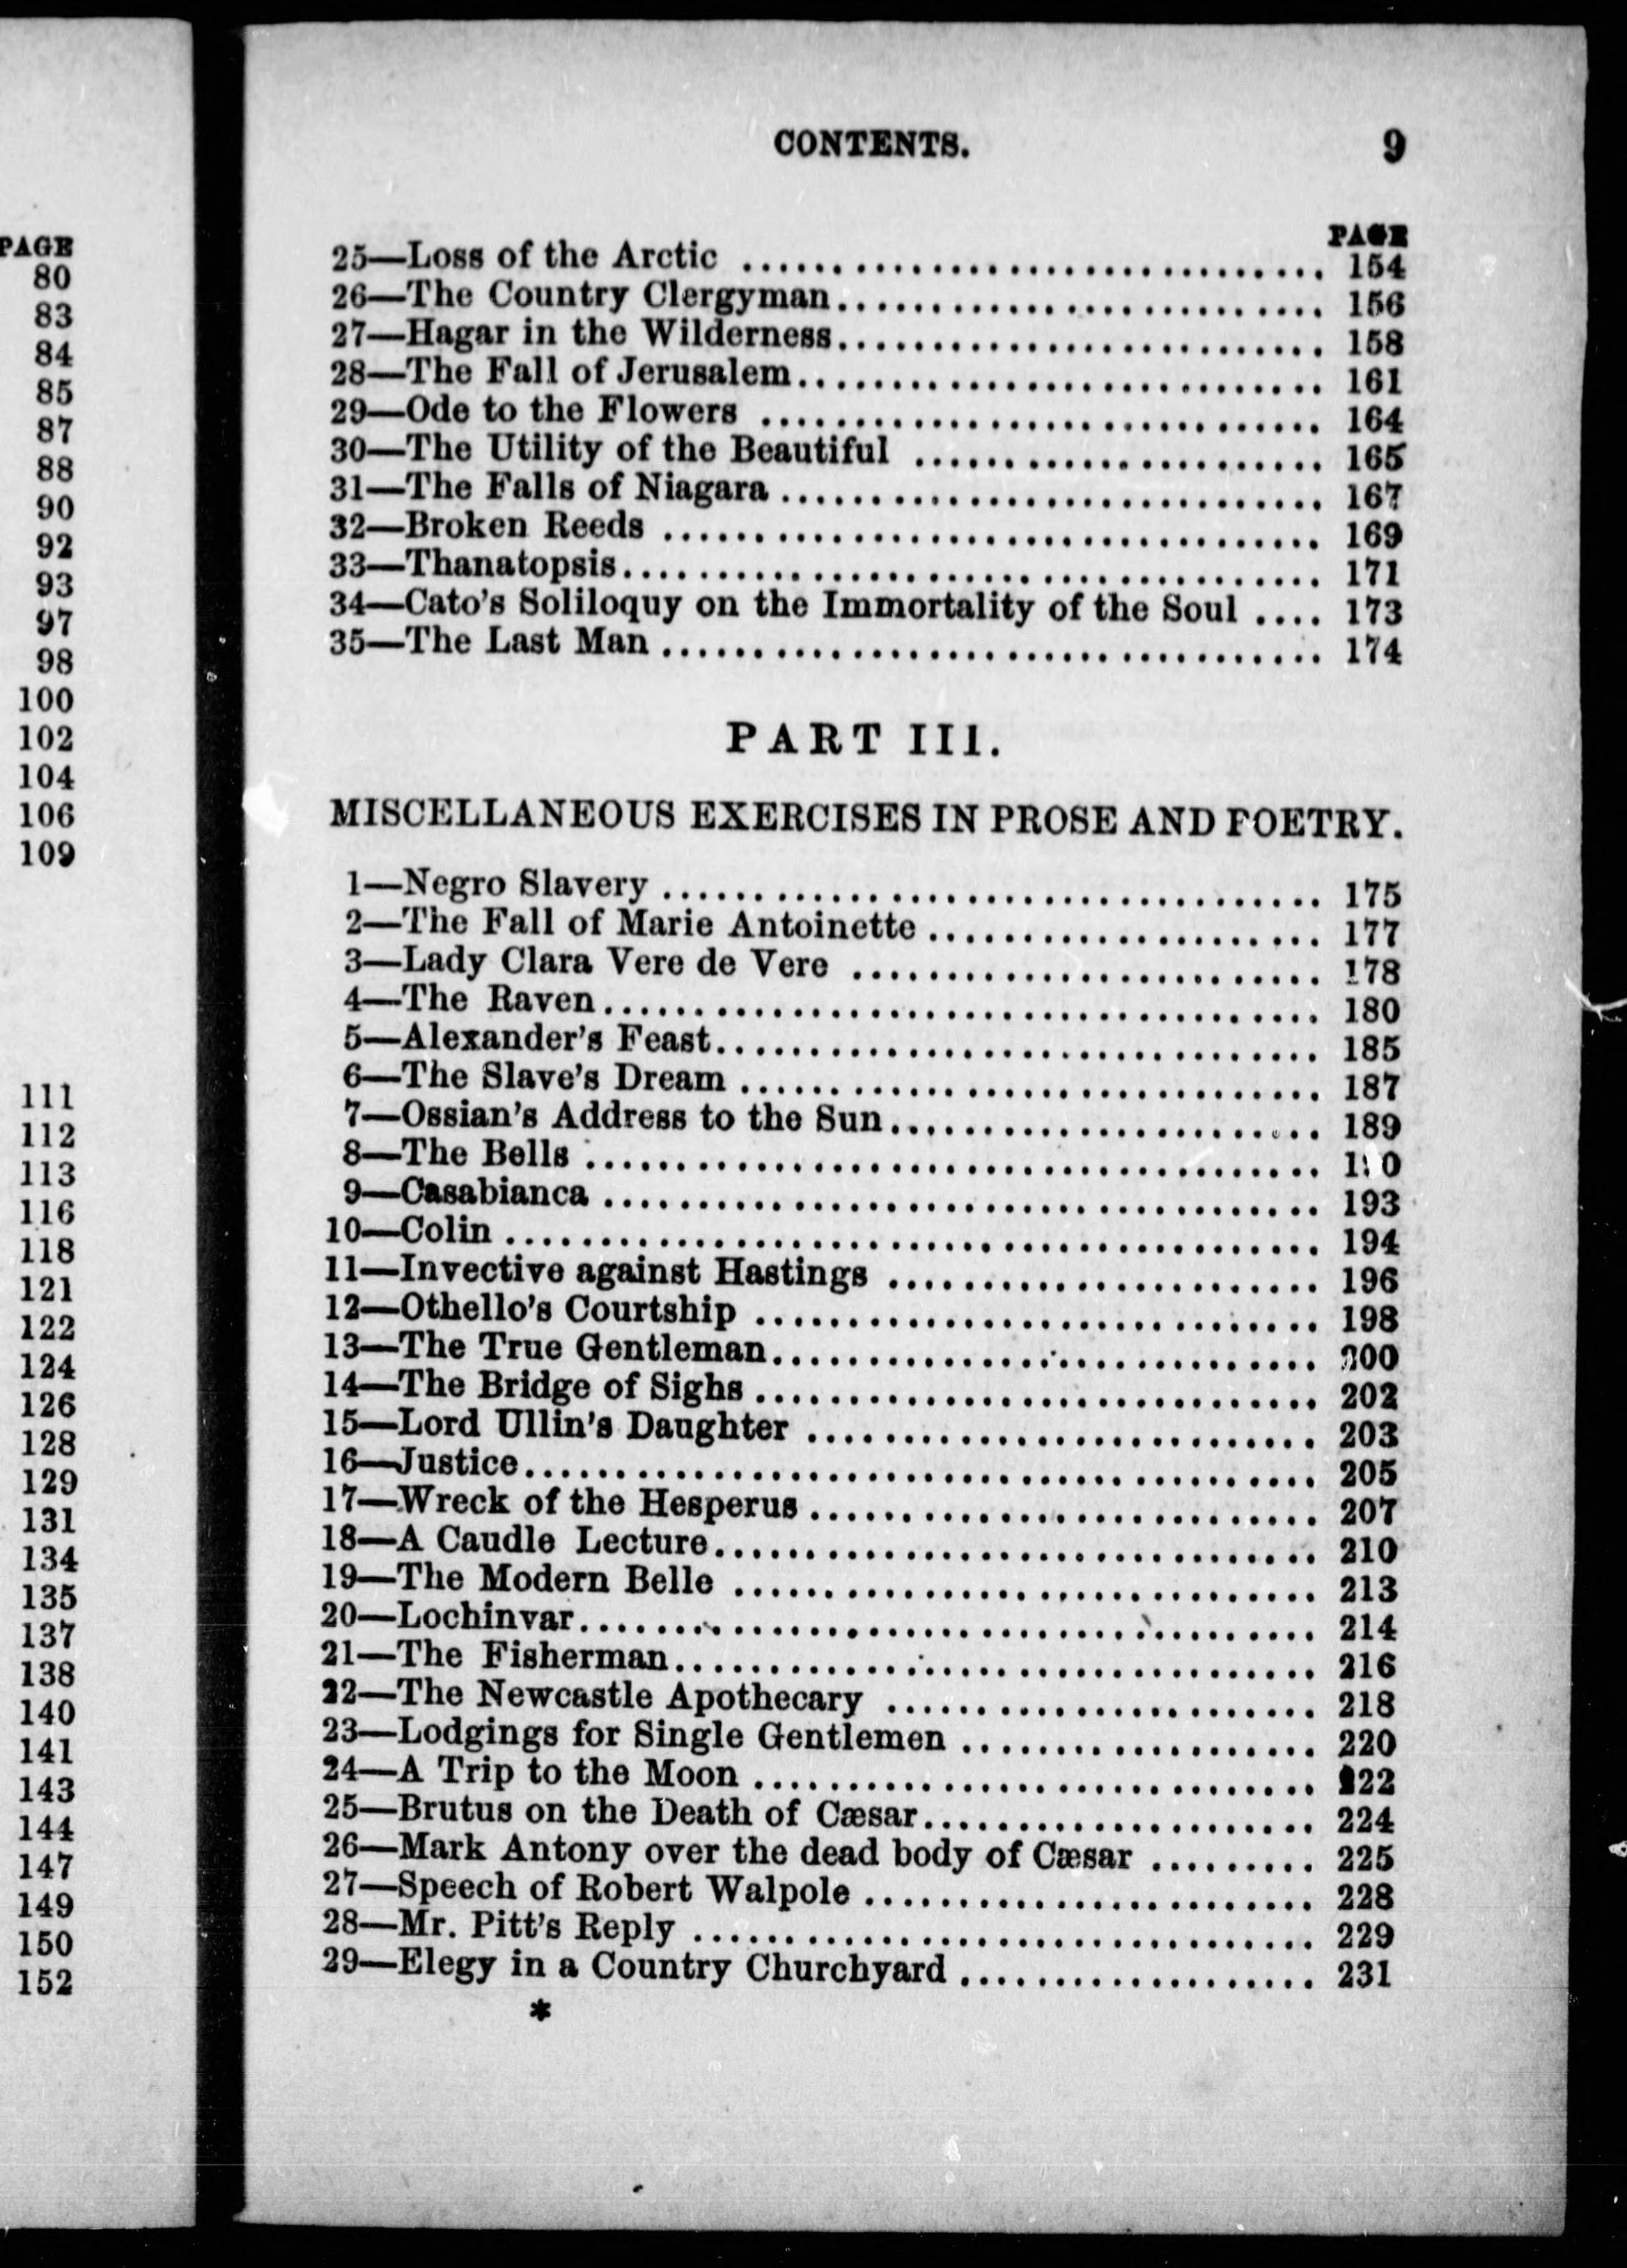 PAGE
80
83
84
85
87
88
90
92
93
97
98
100
102
104
106
109
111
112
113
116
118
121
122
124
126
128
129
131
134
135
137
138
140
141
143
144
147
149
150
152
CONTENTS. 9
PAGE
25—Loss of the Arctic ................................ 154
26—The Country Clergyman........................... 156
27—Hagar in the Wilderness........................... 158
28—The Fall of Jerusalem............................. 161
29—Ode to the Flowers ............................... 164
30—The Utility of the Beautiful ....................... 165
31—The Falls of Niagara .............................. 167
32—Broken Reeds .................................... 169
33—Thanatopsis...................................... 171
34—Cato's Soliloquy on the Immortality of the Soul .... 173
35—The Last Man .................................... 174
PART III.
MISCELLANEOUS EXERCISES IN PROSE AND POETRY.
1—Negro Slavery .................................... 175
2—The Fall of Marie Antoinette ...................... 177
3—Lady Clara Vere de Vere .......................... 178
4—The Raven........................................ 180
5—Alexander's Feast................................. 185
6—The Slave's Dream ................................ 187
7—Ossian's Address to the Sun........................ 189
8—The Bells ........................................
9—Casabianca ....................................... 193
10—Colin ............................................ 194
11—Invective against Hastings ........................ 196
12—Othello's Courtship ............................... 198
13—The True Gentleman.............................. 200
14—The Bridge of Sighs ............................... 202
15—Lord Ullin's Daughter ............................ 203
16—Justice........................................... 205
17—Wreck of the Hesperus ............................ 207
18—A Caudle Lecture................................. 210
19—The Modern Belle ................................ 213
20—Lochinvar........................................ 214
21—The Fisherman................................... 216
22—The Newcastle Apothecary ........................ 218
23—Lodgings for Single Gentlemen .................... 220
24—A Trip to the Moon ............................... 222
25—Brutus on the Death of Cæsar...................... 224
26—Mark Antony over the dead body of Cæsar ......... 225
27—Speech of Robert Walpole ......................... 228
28—Mr. Pitt's Reply .................................. 229
29—Elegy in a Country Churchyard .................... 231
*